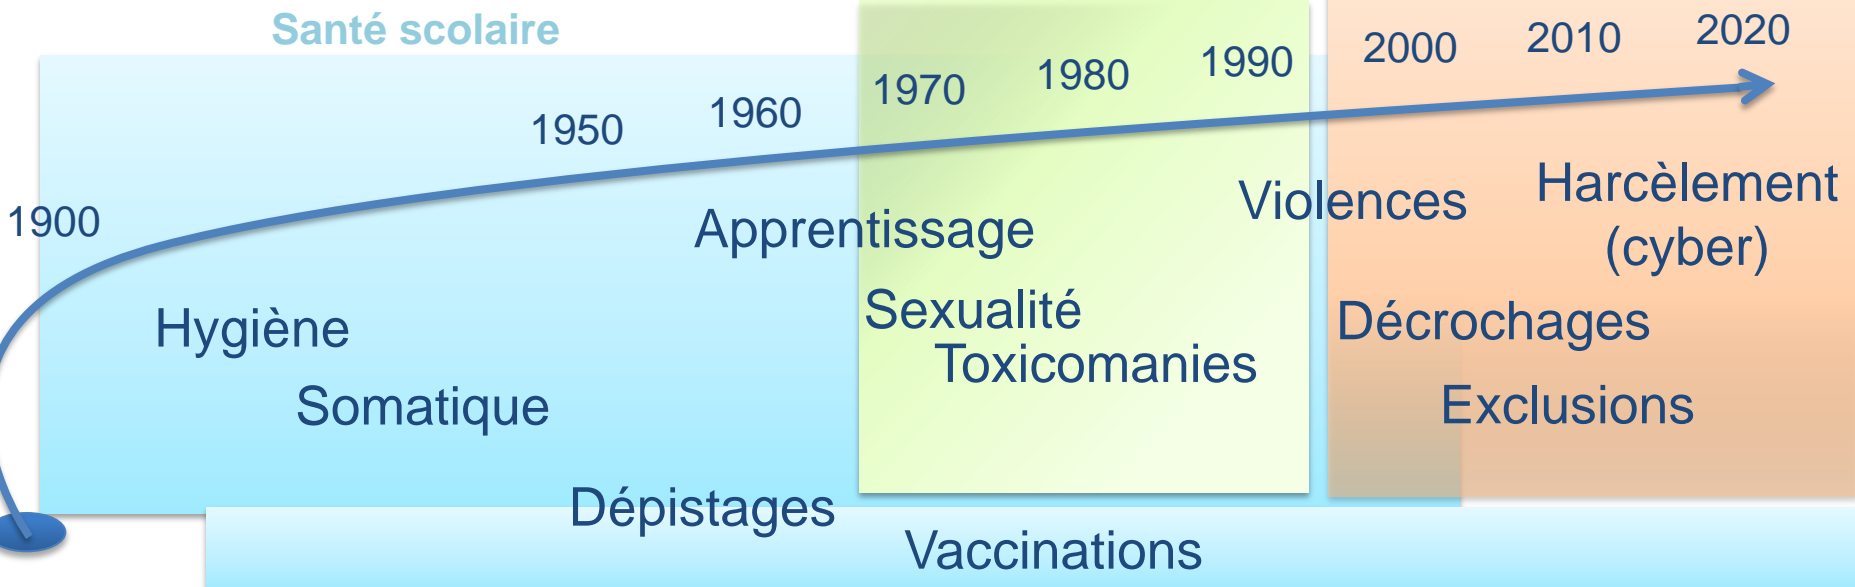 Santé scolaire
1900
1950
1960
1970
1980
1990
2000
2010
2020
Hygiène
Somatique
Dépistages
Apprentissage
Sexualité
Toxicomanies
Vaccinations
Violences
Harcèlement
(cyber)
Décrochages
Exclusions